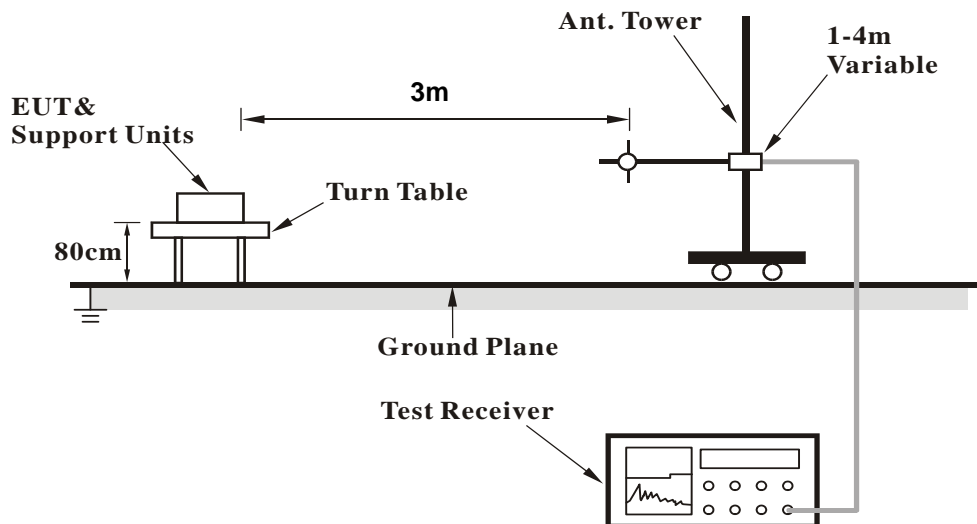 Ant. Tower
1-4m
Variable
3m
EUT&
Support Units
Turn Table
80cm
Ground Plane
Test Receiver